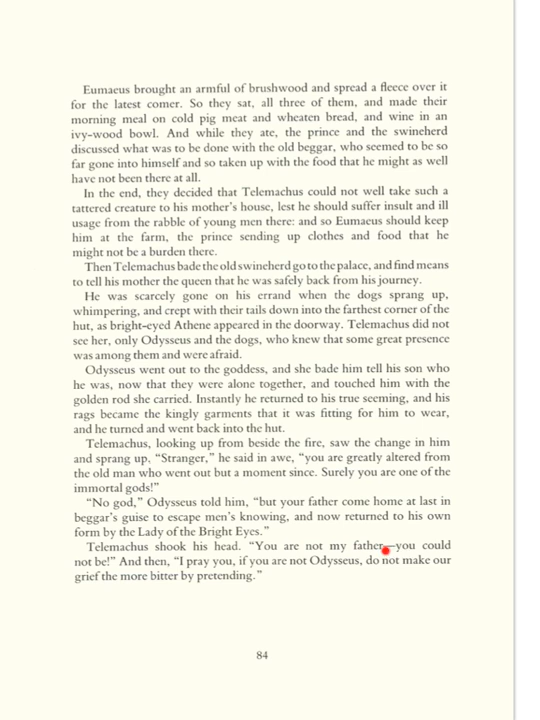 Eumaeus brought an armful of brushwood and spread a fleece over it
for the latest comer. So they sat, all three of them, and made their
morning meal on cold pig meat and wheaten bread, and wine in an
ivy-wood bowl. And while they ate, the prince and the swineherd
discussed what was to be done with the old beggar, who seemed to be so
far gone into himself and so taken up with the food that he might as well
have not been there at all.
In the end, they decided that Telemachus could not well take such a
tattered creature to his mother's house, lest he should suffer insult and ill
usage from the rabble of young men there: and so Eumaeus should keep
him at the farm, the prince sending up clothes and food that he
might not be a burden there.
Then Telemachus bade the old swineherd go to the palace, and find means
to tell his mother the queen that he was safely back from his journey.
He was scarcely gone on his errand when the dogs sprang up,
whimpering, and crept with their tails down into the farthest corner of the
hut, as bright-eyed Athene appeared in the doorway. Telemachus did not
see her, only Odysseus and the dogs, who knew that some great presence
was among them and were afraid.
Odysseus went out to the goddess, and she bade him tell his son who
he was, now that they were alone together, and touched him with the
golden rod she carried. Instantly he returned to his true seeming, and his
rags became the kingly garments that it was fitting for him to wear,
and he turned and went back into the hut.
Telemachus, looking up from beside the fire, saw the change in him
and sprang up. "Stranger," he said in awe, "you are greatly altered from
the old man who went out but a moment since. Surely you are one of the
immortal gods!"
"No god," Odysseus told him, "but your father come home at last in
beggar's guise to escape men's knowing, and now returned to his own
form by the Lady of the Bright Eyes."
Telemachus shook his head. "You are not my father—you could
not be!" And then, "I pray you, if you are not Odysseus, do not make our
grief the more bitter by pretending."
84